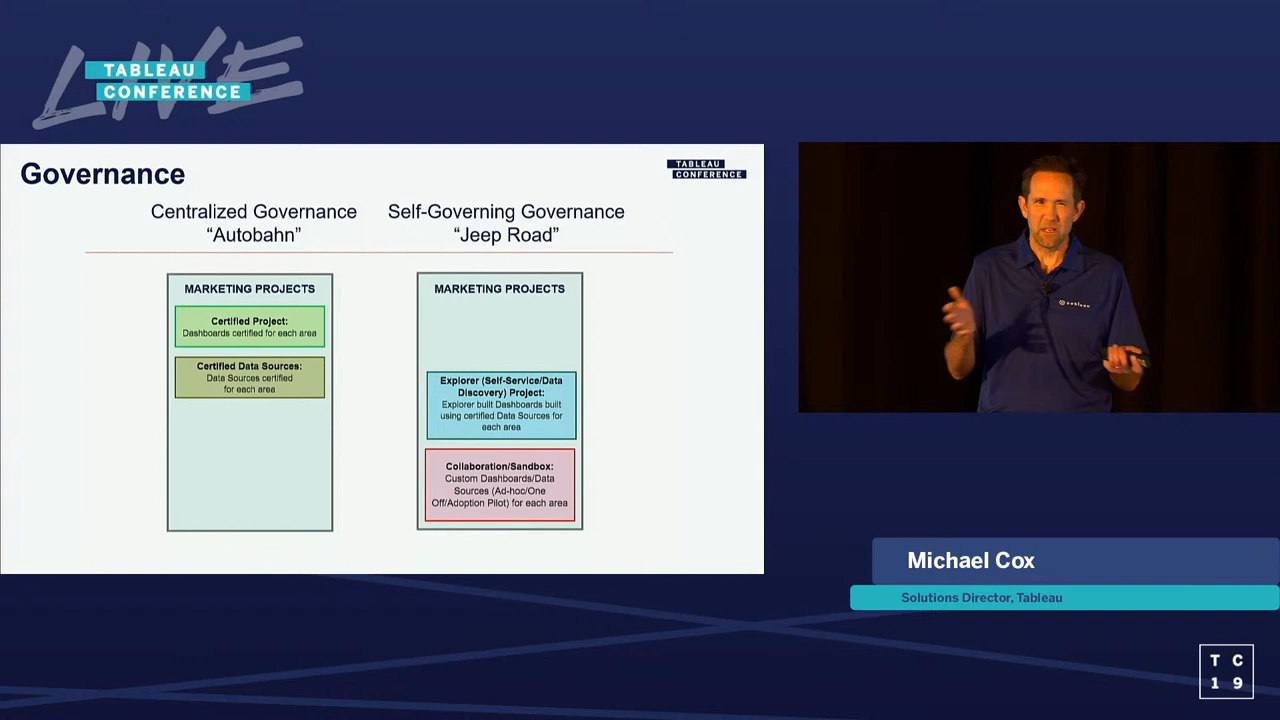 LIVE
TABLEAU
CONFERENCE
Governance
TABLEAU
CONFERENCE
Centralized Governance
“Autobahn”
Self-Governing Governance
“Jeep Road”
MARKETING PROJECTS
Certified Project:
Dashboards certified for each area
Certified Data Sources:
Data Sources certified
for each area
MARKETING PROJECTS
Explorer (Self-Service/Data
Discovery) Project:
Explorer built Dashboards built
using certified Data Sources for
each area
Collaboration/Sandbox:
Custom Dashboards/Data
Sources (Ad-hoc/One
Off/Adoption Pilot) for each area
tableau
Michael Cox
Solutions Director, Tableau
T C
1 9